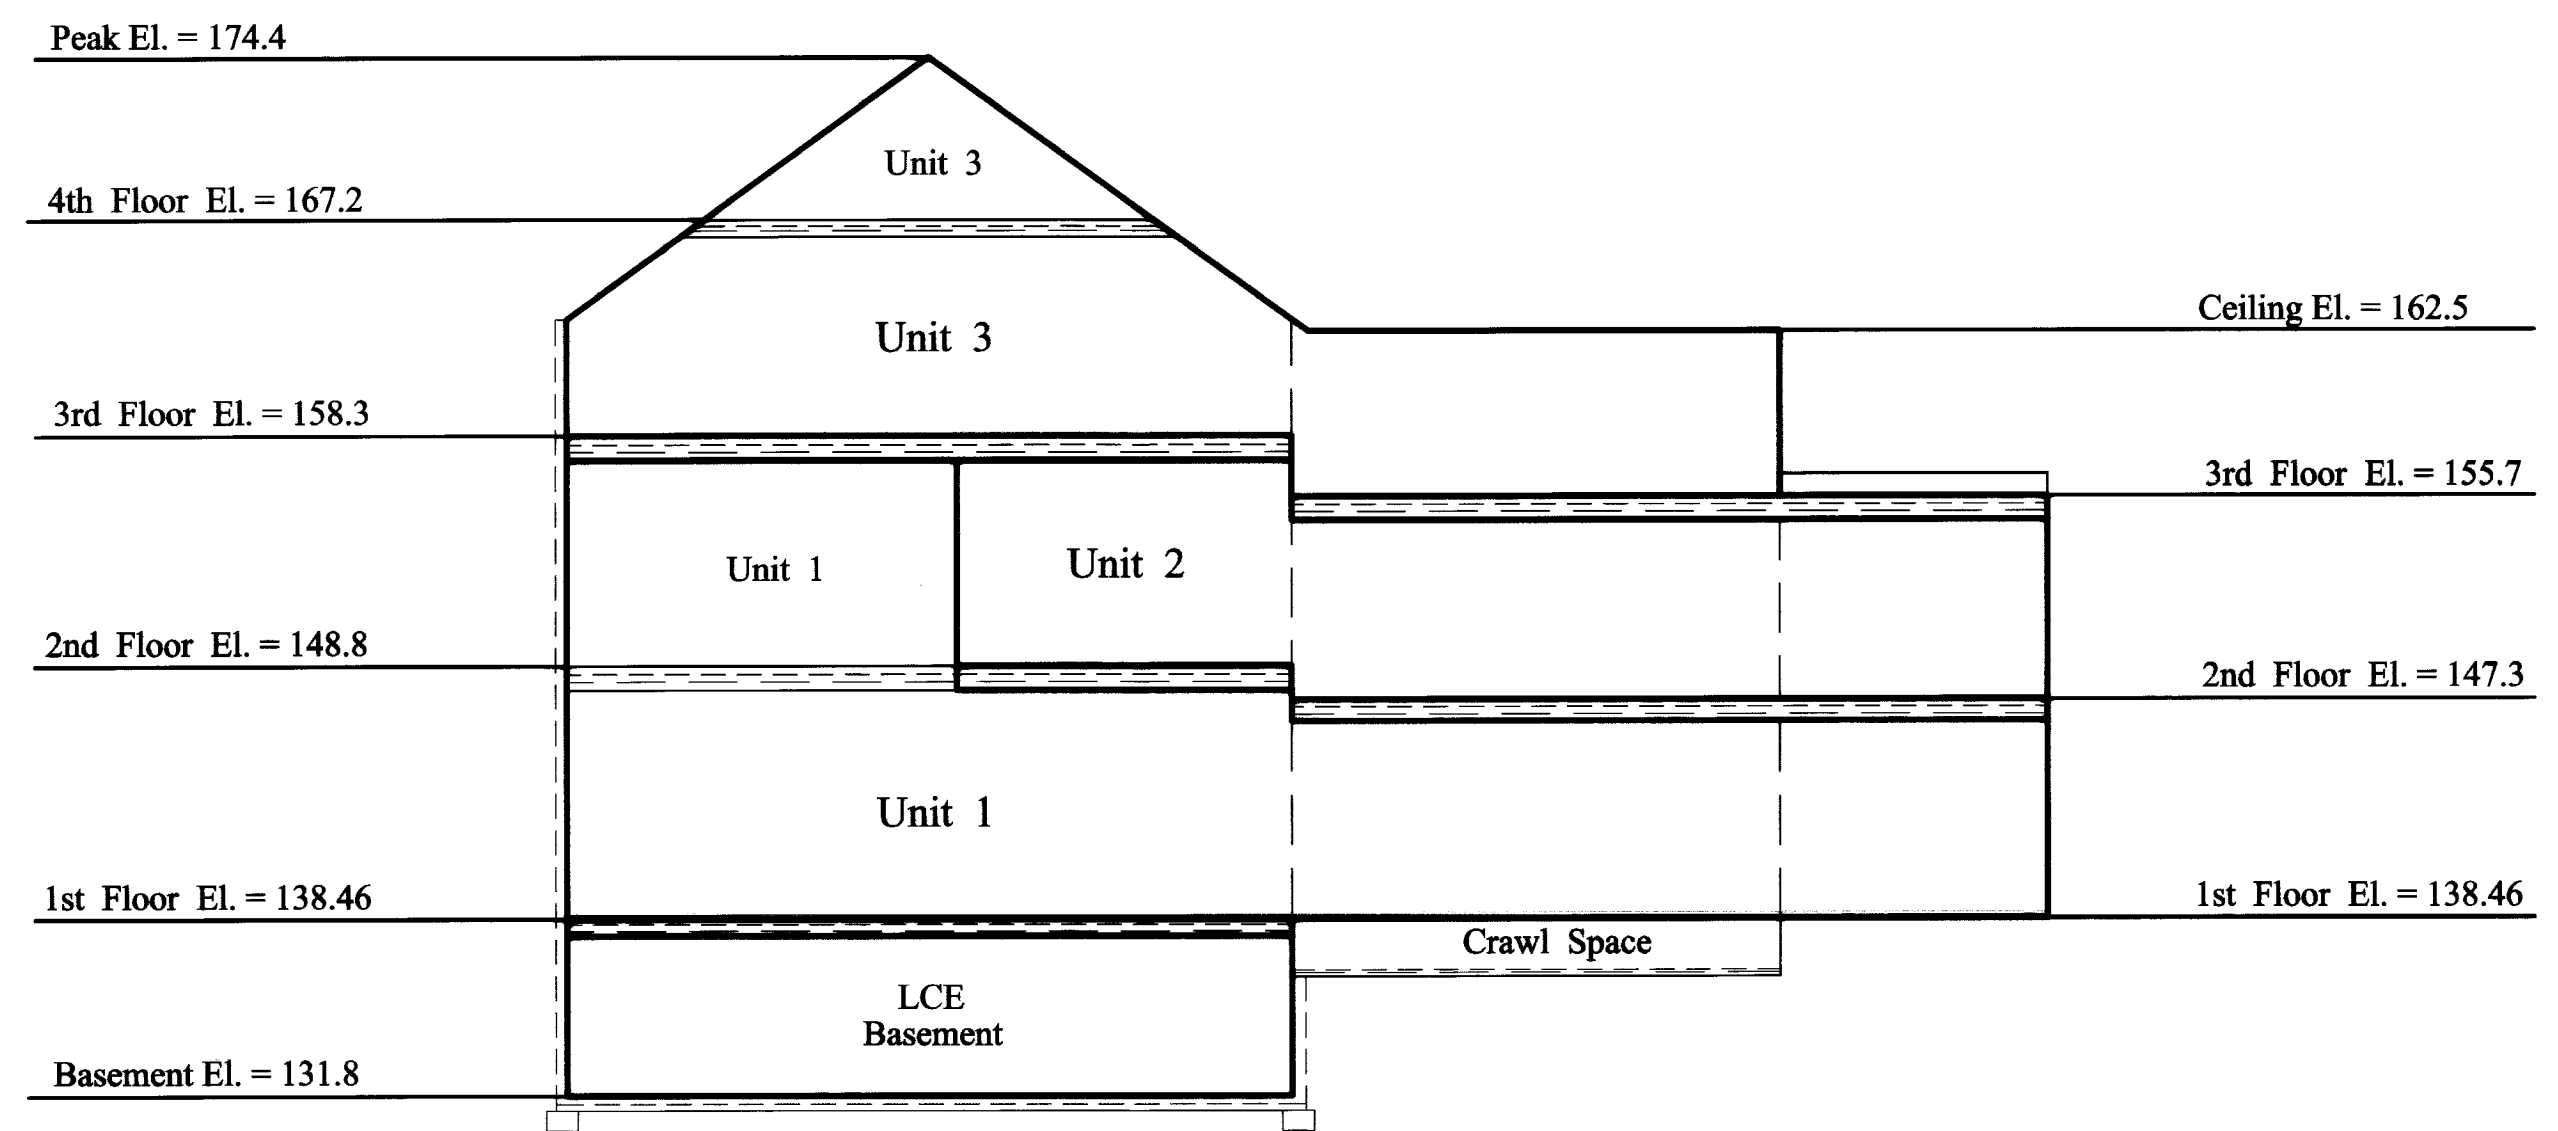 Peak El. = 174.4
Unit 3
4th Floor El. = 167.2
Ceiling El. = 162.5
Unit 3
3rd Floor El. = 158.3
3rd Floor El. = 155.7
Unit 1
Unit 2
2nd Floor El. = 148.8
2nd Floor El. = 147.3
Unit 1
1st Floor El. = 138.46
1st Floor El. = 138.46
Crawl Space
LCE
Basement
Basement El. = 131.8